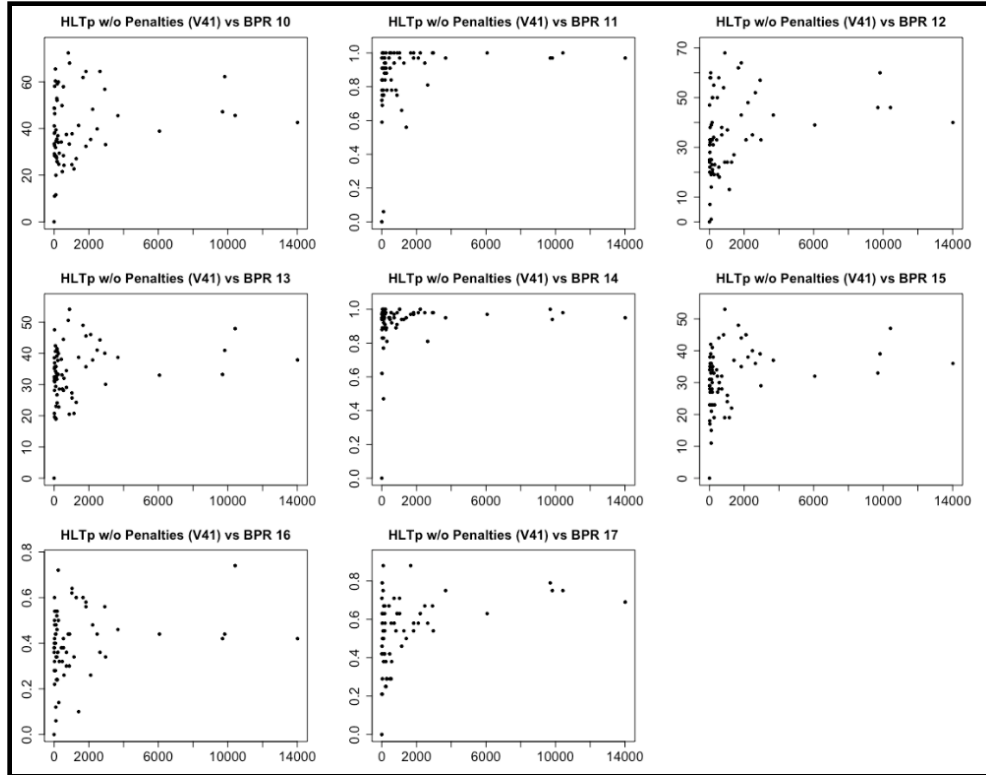 HLTp w/o Penalties (V41) vs BPR 10
0 20 40 60
0 2000 6000 10000 14000
HLTp w/o Penalties (V41) vs BPR 11
0.0 0.2 0.4 0.6 0.8 1.0
0 2000 6000 10000 14000
HLTp w/o Penalties (V41) vs BPR 12
0 10 30 50 70
0 2000 6000 10000 14000
HLTp w/o Penalties (V41) vs BPR 13
0 10 20 30 40 50
0 2000 6000 10000 14000
HLTp w/o Penalties (V41) vs BPR 14
0.0 0.2 0.4 0.6 0.8 1.0
0 2000 6000 10000 14000
HLTp w/o Penalties (V41) vs BPR 15
0 10 20 30 40 50
0 2000 6000 10000 14000
HLTp w/o Penalties (V41) vs BPR 16
0.0 0.2 0.4 0.6 0.8
0 2000 6000 10000 14000
HLTp w/o Penalties (V41) vs BPR 17
0.0 0.2 0.4 0.6 0.8
0 2000 6000 10000 14000